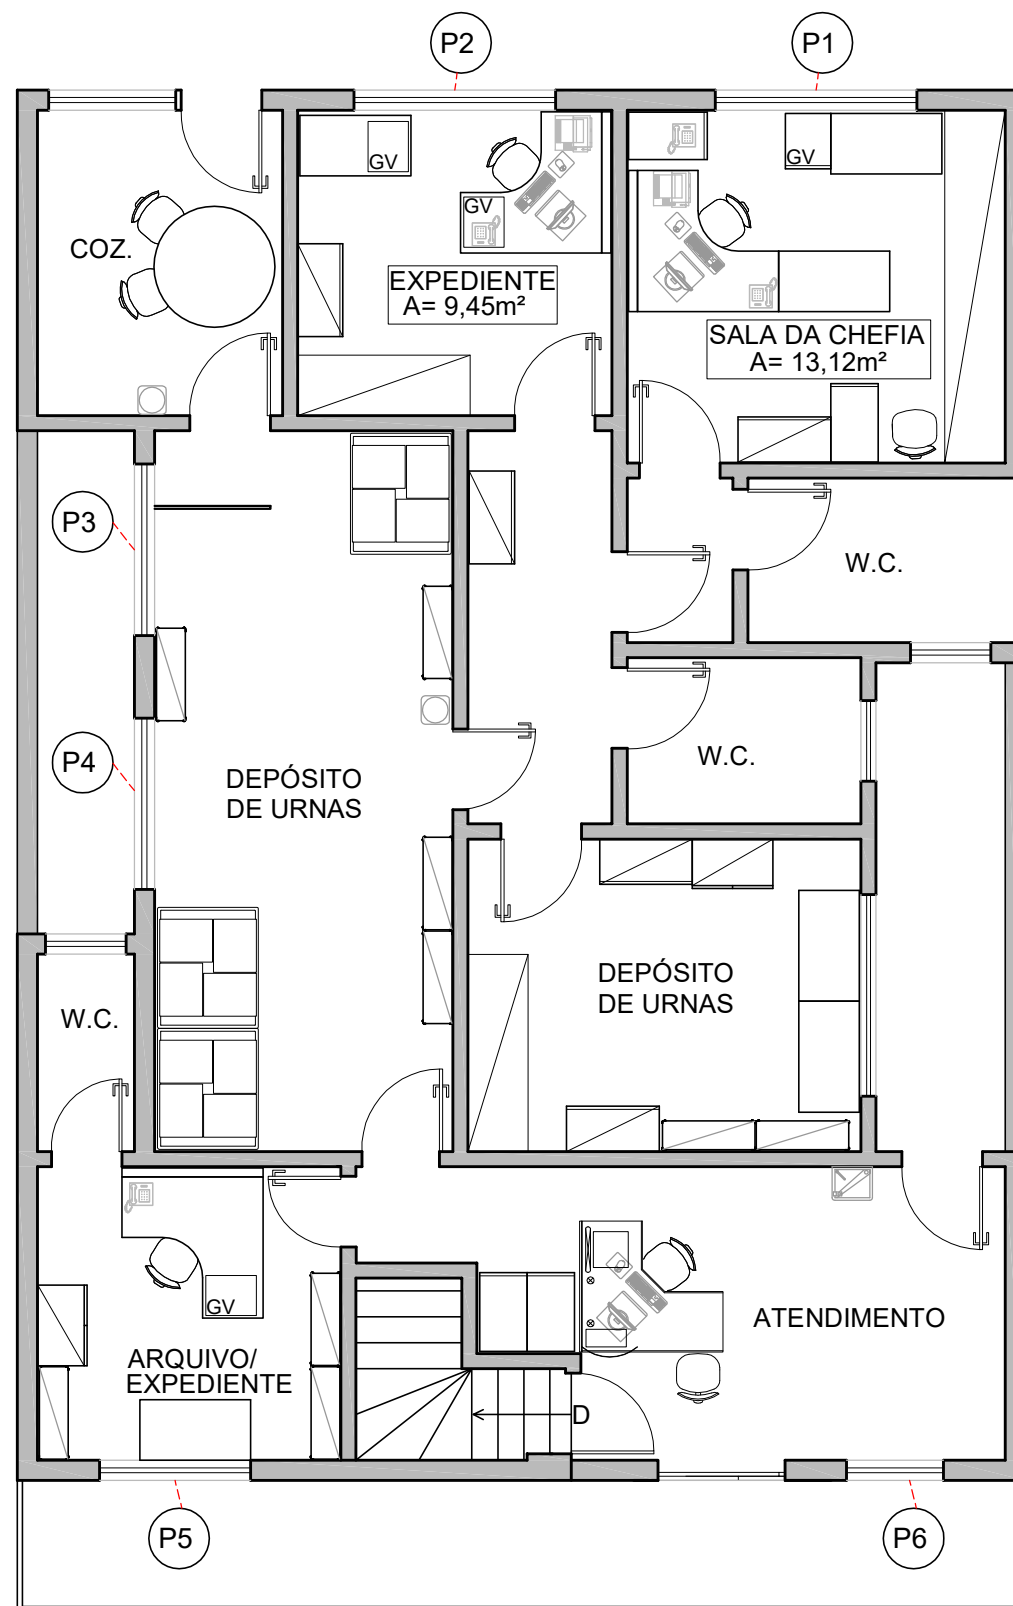 P2
P1
GV
GV
GV
COZ.
EXPEDIENTE
A= 9,45m²
SALA DA CHEFIA
A= 13,12m²
P3
W.C.
P4
W.C.
DEPÓSITO
DE URNAS
DEPÓSITO
DE URNAS
W.C.
GV
ATENDIMENTO
ARQUIVO/
EXPEDIENTE
D
P5
P6